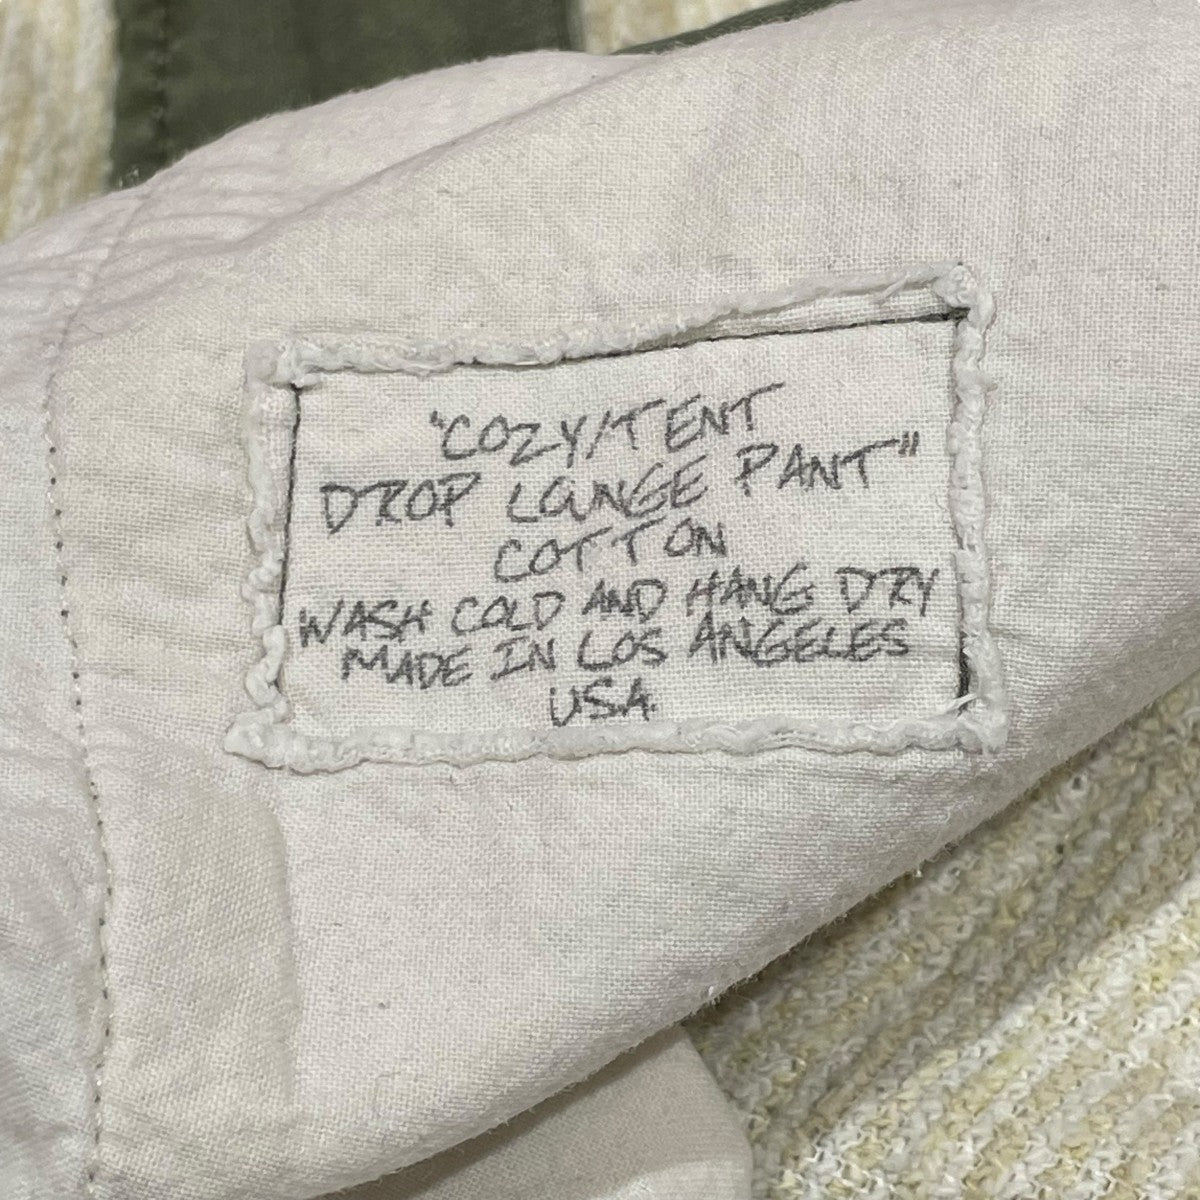 "COZY/TENT
DROP LOUNGE PANT"
COTTON
WASH COLD AND HANG DRY
MADE IN LOS ANGELES
USA